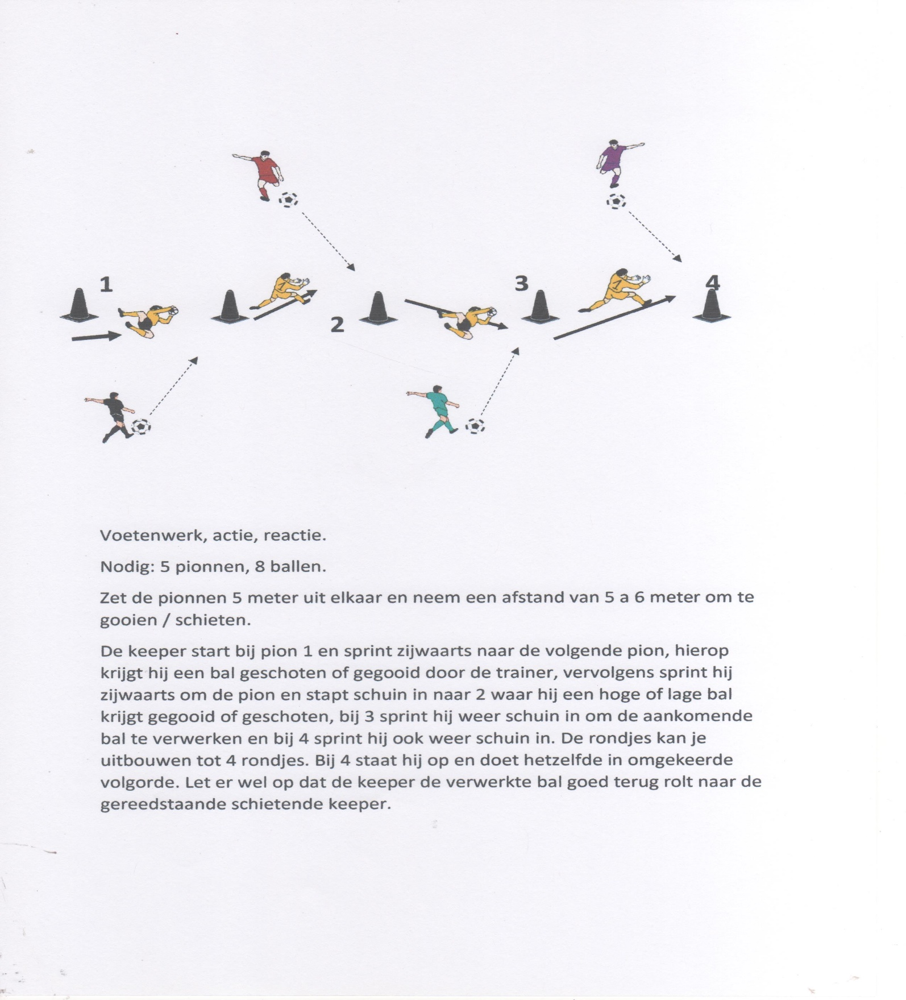 1
3
4
2
Voetenwerk, actie, reactie.
Nodig: 5 pionnen, 8 ballen.
Zet de pionnen 5 meter uit elkaar en neem een afstand van 5 a 6 meter om te
gooien / schieten.
De keeper start bij pion 1 en sprint zijwaarts naar de volgende pion, hierop
krijgt hij een bal geschoten of gegooid door de trainer, vervolgens sprint hij
zijwaarts om de pion en stapt schuin in naar 2 waar hij een hoge of lage bal
krijgt gegooid of geschoten, bij 3 sprint hij weer schuin in om de aankomende
bal te verwerken en bij 4 sprint hij ook weer schuin in. De rondjes kan je
uitbouwen tot 4 rondjes. Bij 4 staat hij op en doet hetzelfde in omgekeerde
volgorde. Let er wel op dat de keeper de verwerkte bal goed terug rolt naar de
gereedstaande schietende keeper.